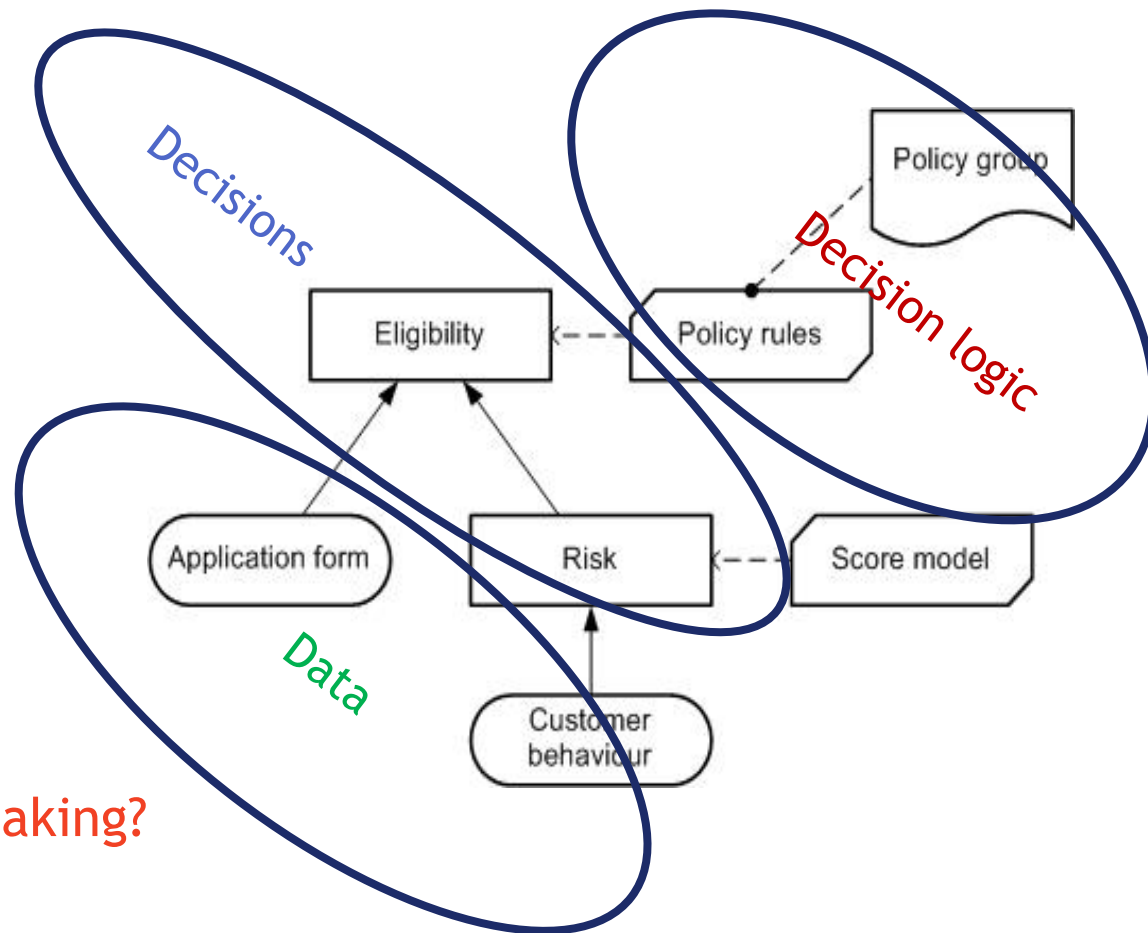 Policy group
Decisions
Decision logic
Eligibility
Policy rules
Application form
Risk
Score model
Data
Customer
behaviour
aking?